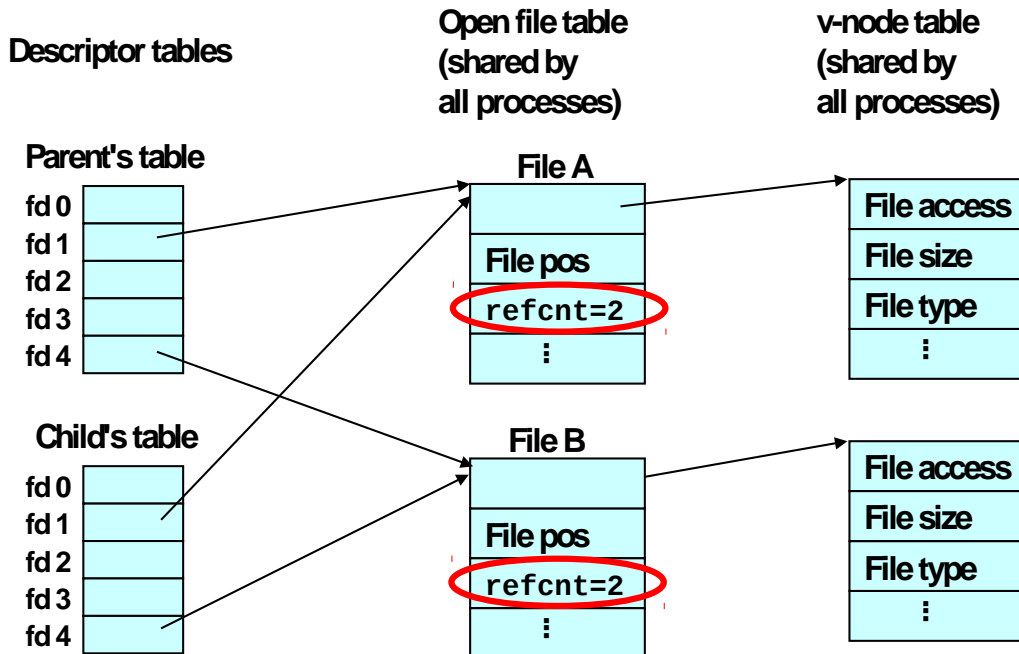 Descriptor tables
Open file table
(shared by
all processes)
v-node table
(shared by
all processes)
Parent's table
fd 0
fd 1
fd 2
fd 3
fd 4
File A
File pos
refcnt=2
⋮
File access
File size
File type
⋮
Child's table
fd 0
fd 1
fd 2
fd 3
fd 4
File B
File pos
refcnt=2
⋮
File access
File size
File type
⋮